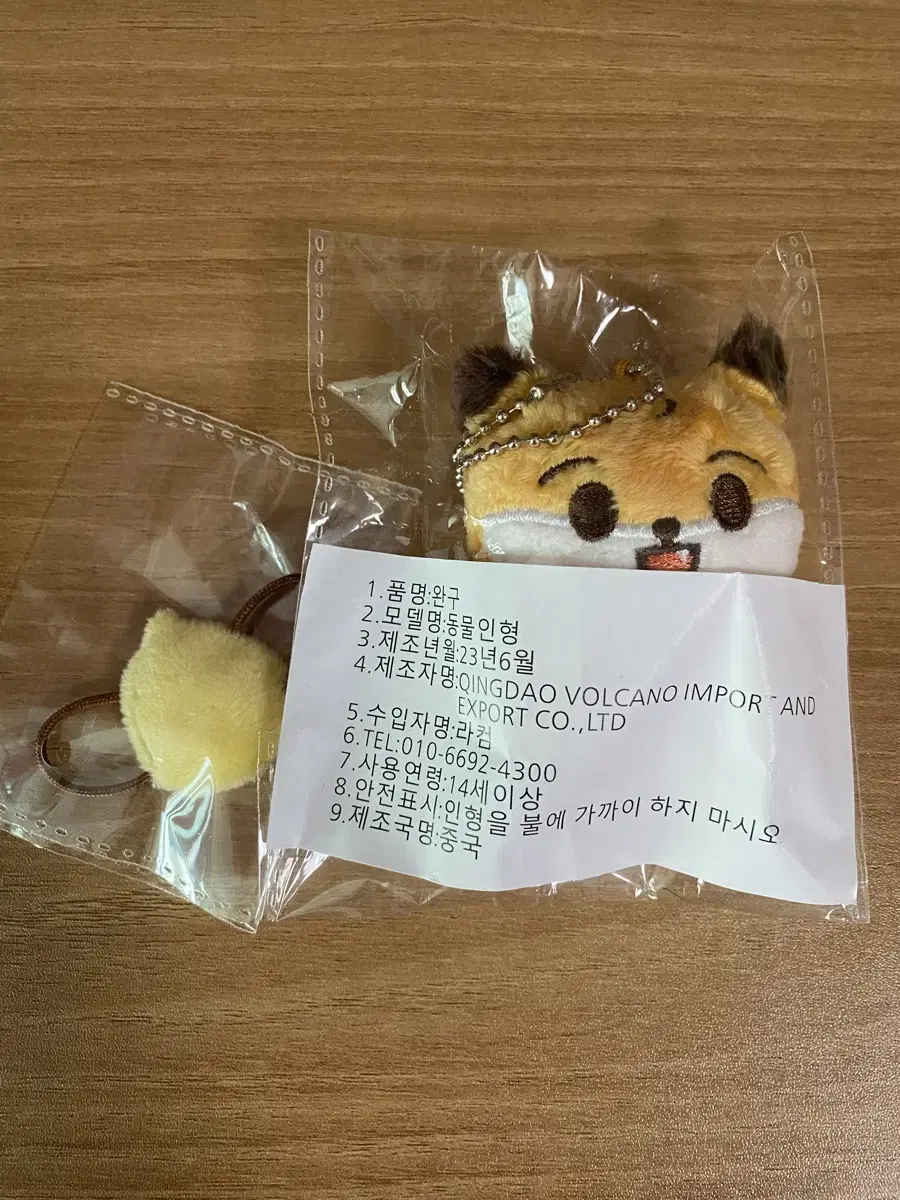 1.품명:완구
2.모델명:동물인형
3.제조년월:23년6월
4.제조자명:QINGDAO VOLCANO IMPORT AND
EXPORT CO.,LTD
5.수입자명:라컴
6.TEL:010-6692-4300
7.사용연령:14세이상
8.안전표시:인형을 불에 가까이 하지 마시오
9.제조국명:중국